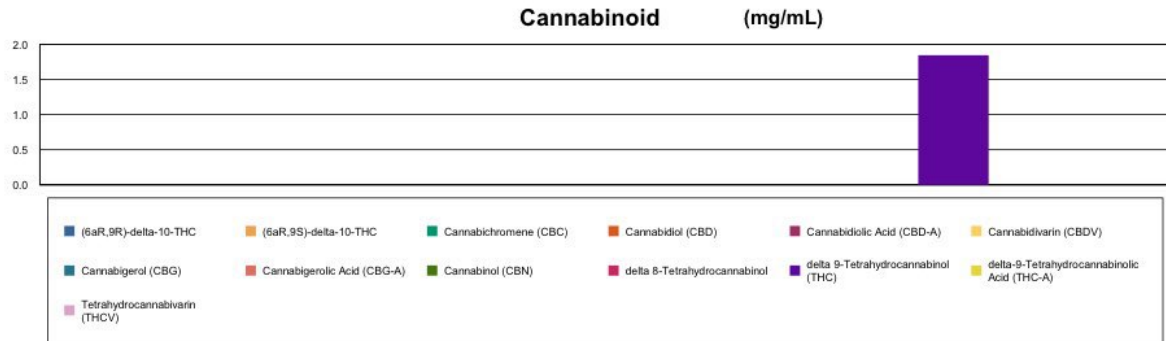 Cannabinoid (mg/mL)
2.0
1.5
1.0
0.5
0.0
(6aR,9R)-delta-10-THC
(6aR,9S)-delta-10-THC
Cannabichromene (CBC)
Cannabidiol (CBD)
Cannabidiolic Acid (CBD-A)
Cannabidivarin (CBDV)
Cannabigerol (CBG)
Cannabigerolic Acid (CBG-A)
Cannabinol (CBN)
delta 8-Tetrahydrocannabinol
delta 9-Tetrahydrocannabinol
(THC)
delta-9-Tetrahydrocannabinolic
Acid (THC-A)
Tetrahydrocannabivarin
(THCV)